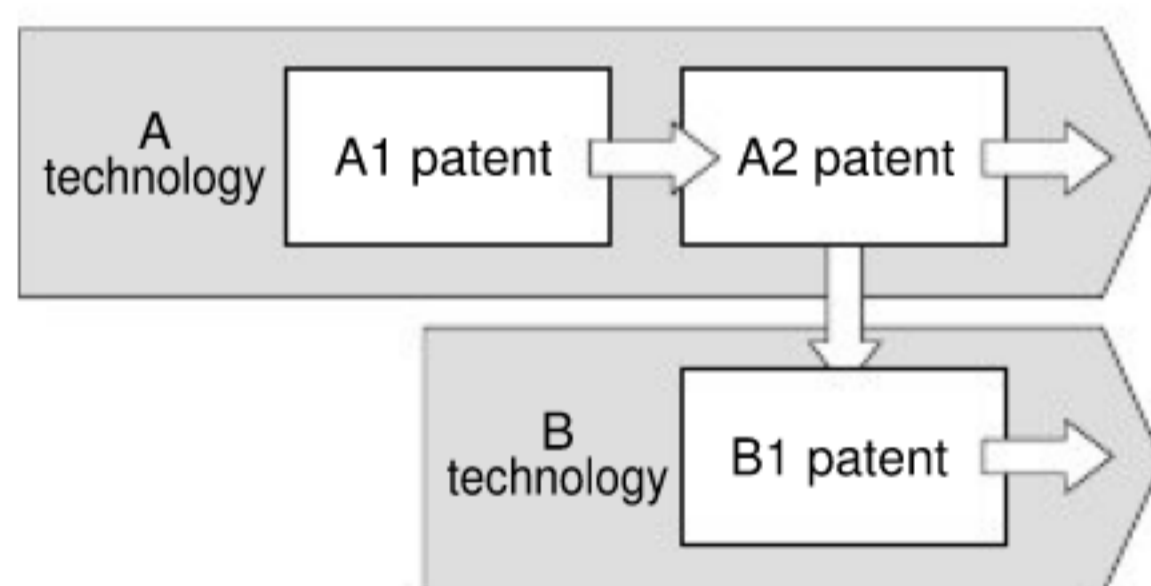 A
technology
A1 patent
A2 patent
B
technology
B1 patent